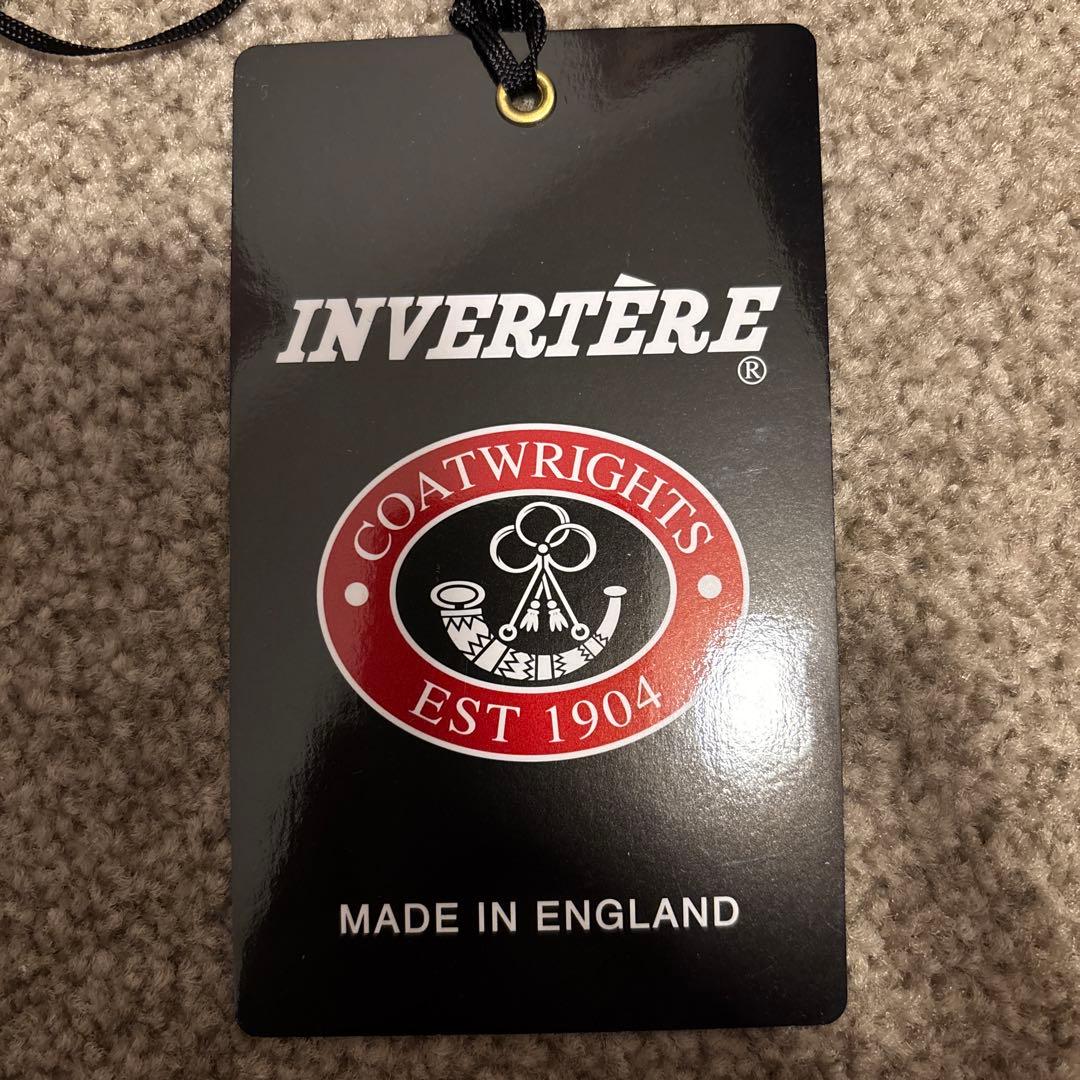 INVERTÈRE
®
COATWRIGHTS
EST 1904
MADE IN ENGLAND